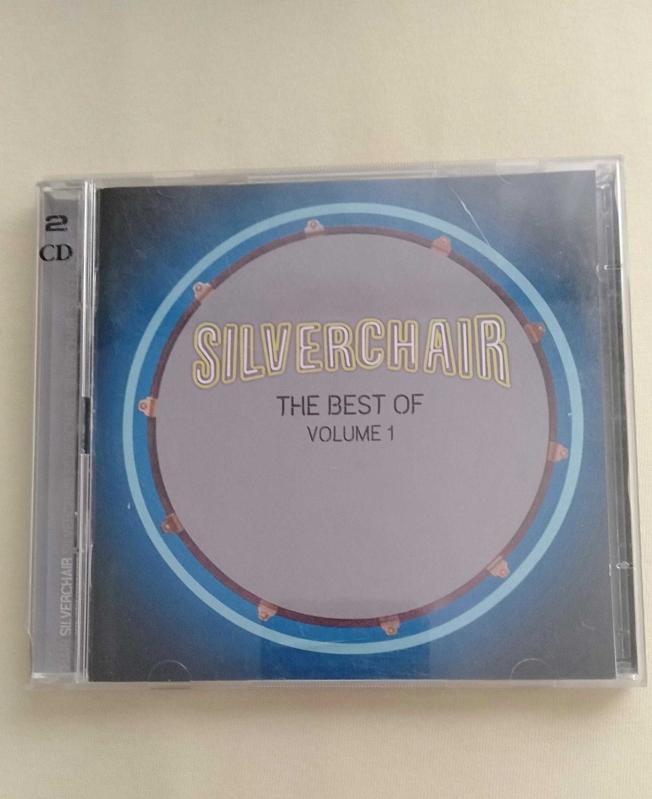 2
CD
SILVERCHAIR
THE BEST OF
VOLUME 1
SILVERCHAIR